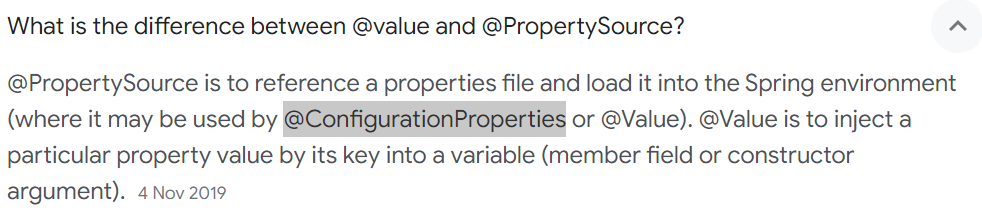 What is the difference between @value and @PropertySource?
@PropertySource is to reference a properties file and load it into the Spring environment
(where it may be used by @ConfigurationProperties or @Value). @Value is to inject a
particular property value by its key into a variable (member field or constructor
argument). 4 Nov 2019